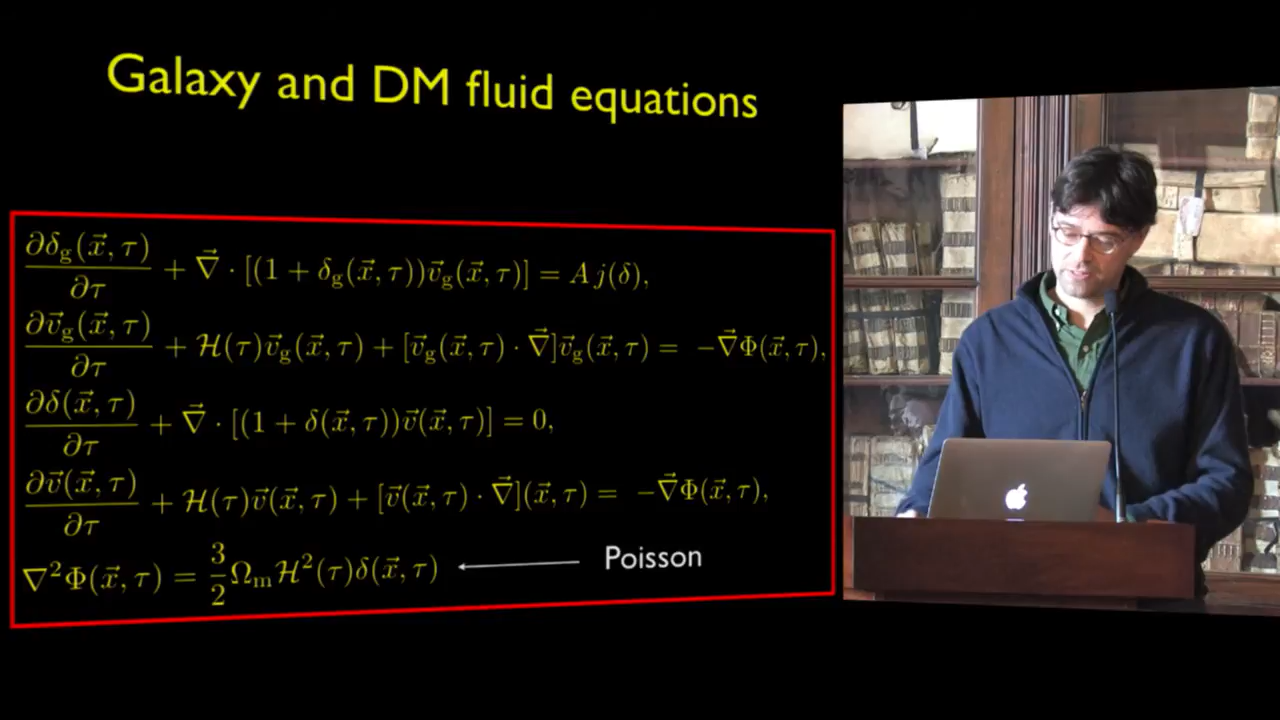 Galaxy and DM fluid equations
∂δ_g(x⃗, τ)/∂τ + ∇⃗ · [(1 + δ_g(x⃗, τ))v⃗_g(x⃗, τ)] = A j(δ),
∂v⃗_g(x⃗, τ)/∂τ + ℋ(τ)v⃗_g(x⃗, τ) + [v⃗_g(x⃗, τ) · ∇⃗]v⃗_g(x⃗, τ) = −∇⃗Φ(x⃗, τ),
∂δ(x⃗, τ)/∂τ + ∇⃗ · [(1 + δ(x⃗, τ))v⃗(x⃗, τ)] = 0,
∂v⃗(x⃗, τ)/∂τ + ℋ(τ)v⃗(x⃗, τ) + [v⃗(x⃗, τ) · ∇⃗](x⃗, τ) = −∇⃗Φ(x⃗, τ),
∇²Φ(x⃗, τ) = 3/2 Ω_m ℋ²(τ)δ(x⃗, τ) ← Poisson